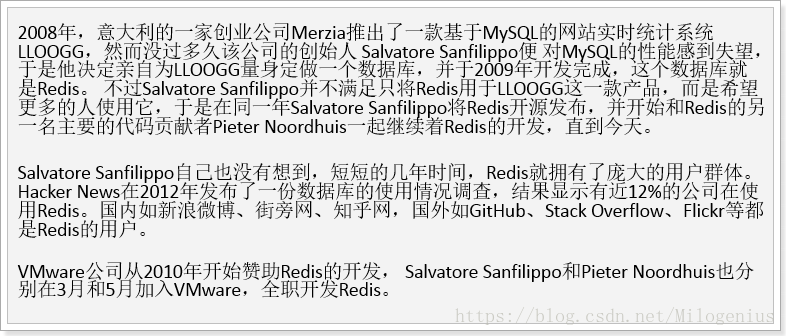 2008年，意大利的一家创业公司Merzia推出了一款基于MySQL的网站实时统计系统
LLOOGG，然而没过多久该公司的创始人 Salvatore Sanfilippo便 对MySQL的性能感到失望，
于是他决定亲自为LLOOGG量身定做一个数据库，并于2009年开发完成，这个数据库就
是Redis。 不过Salvatore Sanfilippo并不满足只将Redis用于LLOOGG这一款产品，而是希望
更多的人使用它，于是在同一年Salvatore Sanfilippo将Redis开源发布，并开始和Redis的另
一名主要的代码贡献者Pieter Noordhuis一起继续着Redis的开发，直到今天。
Salvatore Sanfilippo自己也没有想到，短短的几年时间，Redis就拥有了庞大的用户群体。
Hacker News在2012年发布了一份数据库的使用情况调查，结果显示有近12%的公司在使
用Redis。国内如新浪微博、街旁网、知乎网，国外如GitHub、Stack Overflow、Flickr等都
是Redis的用户。
VMware公司从2010年开始赞助Redis的开发， Salvatore Sanfilippo和Pieter Noordhuis也分
别在3月和5月加入VMware，全职开发Redis。
https://blog.csdn.net/Milogenius